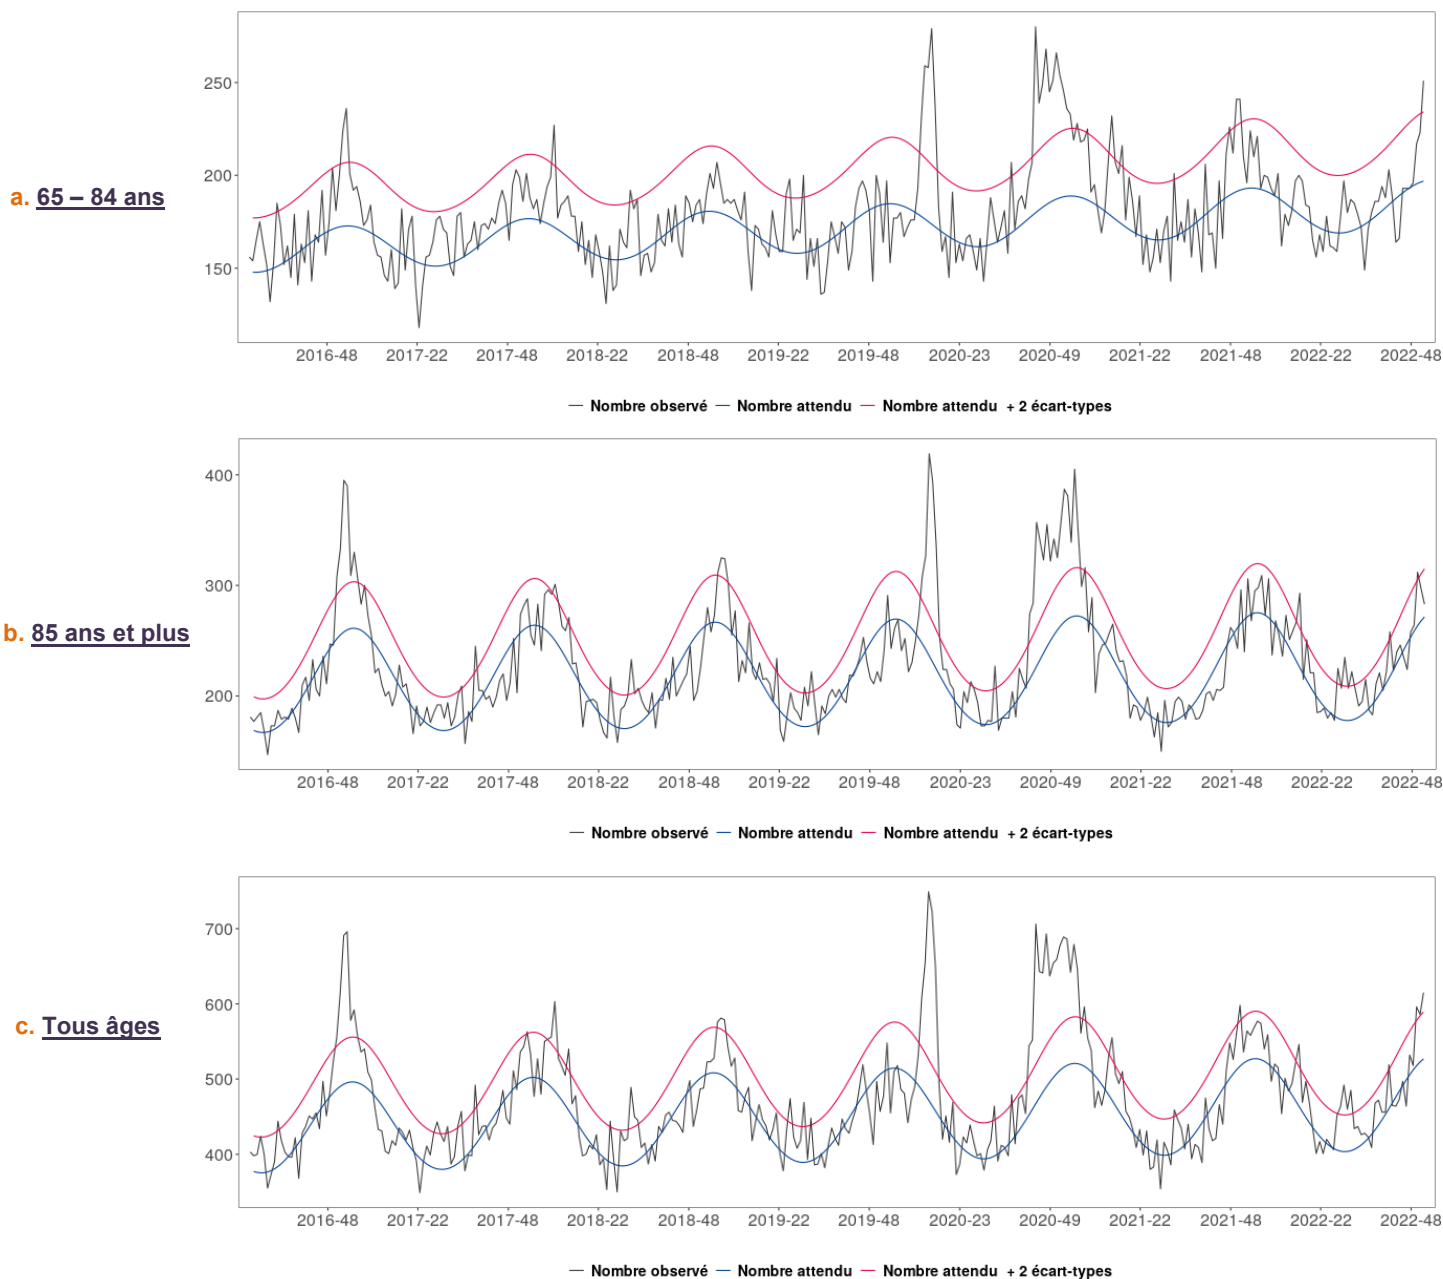 250
200
150
a. 65 – 84 ans
2016-48 2017-22 2017-48 2018-22 2018-48 2019-22 2019-48 2020-23 2020-49 2021-22 2021-48 2022-22 2022-48
Nombre observé Nombre attendu Nombre attendu + 2 écart-types
400
300
200
b. 85 ans et plus
2016-48 2017-22 2017-48 2018-22 2018-48 2019-22 2019-48 2020-23 2020-49 2021-22 2021-48 2022-22 2022-48
Nombre observé Nombre attendu Nombre attendu + 2 écart-types
700
600
500
400
c. Tous âges
2016-48 2017-22 2017-48 2018-22 2018-48 2019-22 2019-48 2020-23 2020-49 2021-22 2021-48 2022-22 2022-48
Nombre observé Nombre attendu Nombre attendu + 2 écart-types